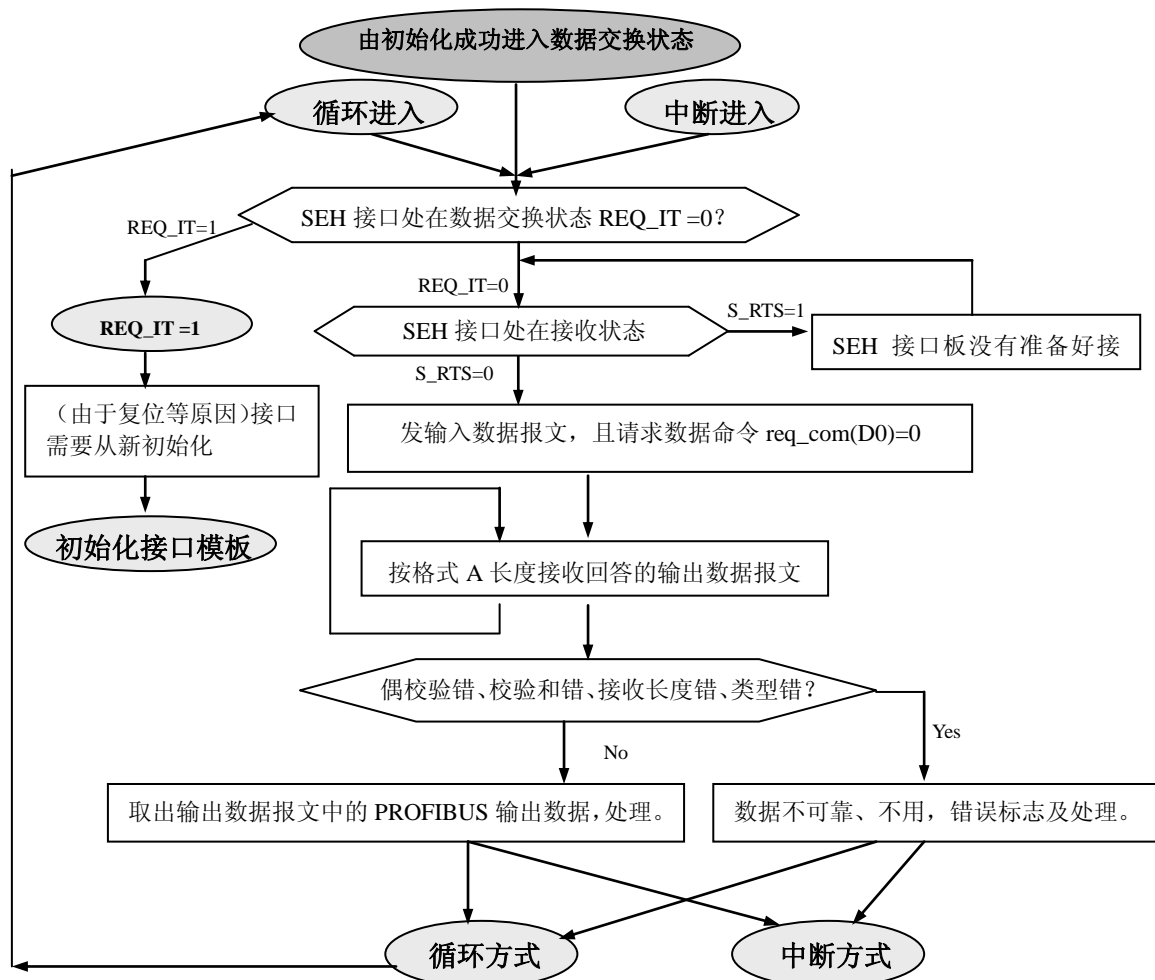 由初始化成功进入数据交换状态
循环进入
中断进入
SEH 接口处在数据交换状态 REQ_IT =0？
REQ_IT=1
REQ_IT=0
REQ_IT =1
SEH 接口处在接收状态
S_RTS=1
SEH 接口板没有准备好接
S_RTS=0
（由于复位等原因）接口
需要从新初始化
发输入数据报文，且请求数据命令 req_com(D0)=0
初始化接口模板
按格式 A 长度接收回答的输出数据报文
偶校验错、校验和错、接收长度错、类型错？
No
Yes
取出输出数据报文中的 PROFIBUS 输出数据，处理。
数据不可靠、不用，错误标志及处理。
循环方式
中断方式